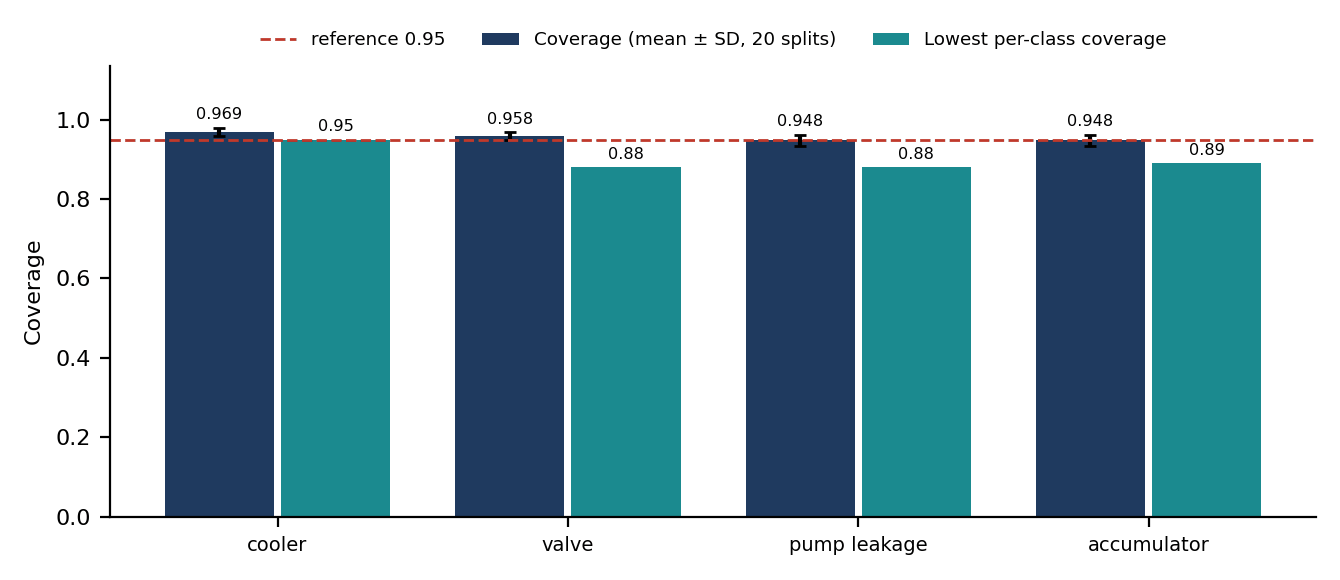 reference 0.95
Coverage (mean ± SD, 20 splits)
Lowest per-class coverage
Coverage
1.0
0.8
0.6
0.4
0.2
0.0
0.969
0.95
0.958
0.88
0.948
0.88
0.948
0.89
cooler
valve
pump leakage
accumulator